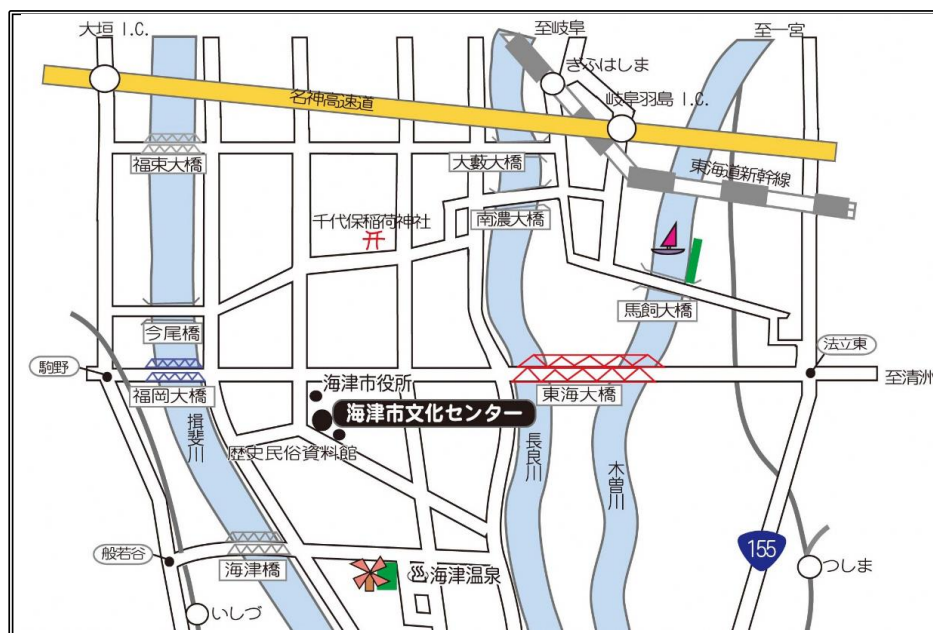 大垣 I.C.
至岐阜
至一宮
ぎふはしま
名神高速道
岐阜羽島 I.C.
福束大橋
大藪大橋
東海道新幹線
千代保稲荷神社
南濃大橋
馬飼大橋
今尾橋
駒野
法立東
福岡大橋
海津市役所
東海大橋
至清洲
海津市文化センター
揖斐川
歴史民俗資料館
長良川
木曽川
155
般若谷
海津橋
海津温泉
つしま
いしづ